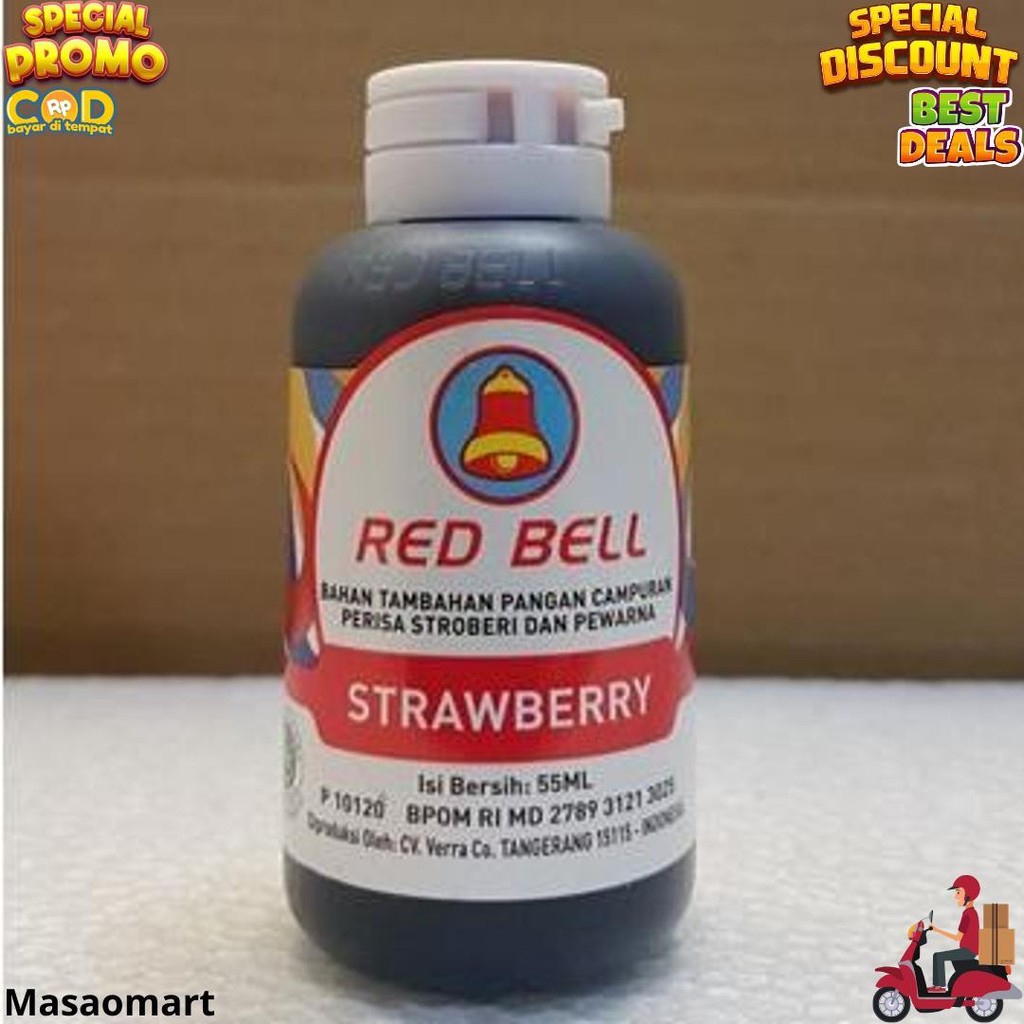 SPECIAL
PROMO
COD
RP
bayar di tempat
SPECIAL
DISCOUNT
BEST
DEALS
RED BELL
RED BELL
BAHAN TAMBAHAN PANGAN CAMPURAN
PERISA STROBERI DAN PEWARNA
STRAWBERRY
Isi Bersih: 55ML
P 10120 BPOM RI MD 2789 3121 3025
Diproduksi Oleh: CV. Verra Co. TANGERANG 15115 - INDONESIA
Masaomart